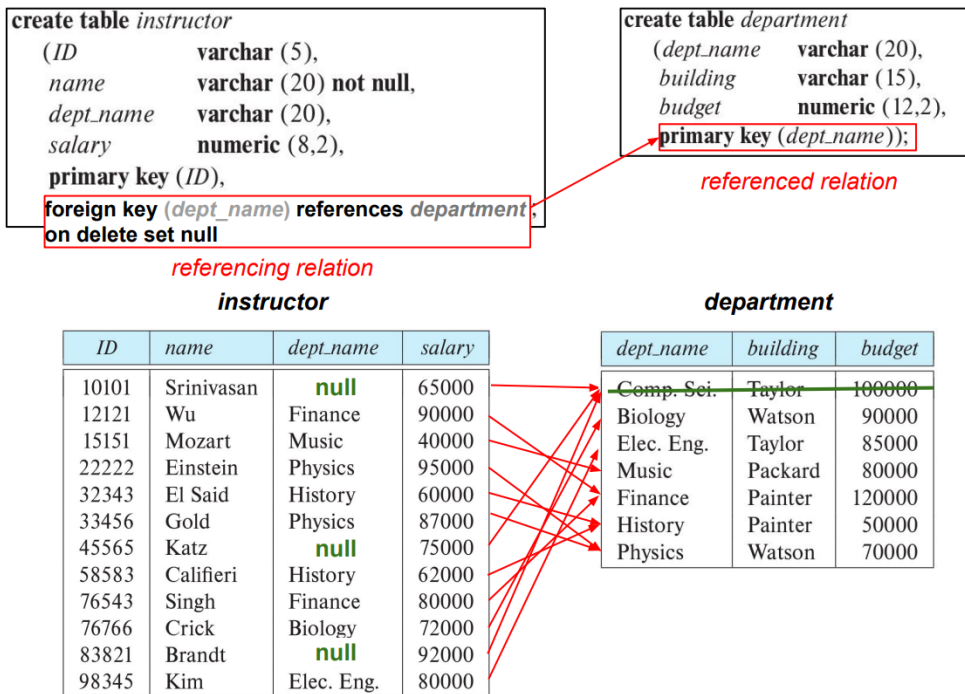 create table instructor
(ID varchar (5),
name varchar (20) not null,
dept_name varchar (20),
salary numeric (8,2),
primary key (ID),
foreign key (dept_name) references department ;
on delete set null
referencing relation
create table department
(dept_name varchar (20),
building varchar (15),
budget numeric (12,2),
primary key (dept_name));
referenced relation
instructor
ID name dept_name salary
10101 Srinivasan null 65000
12121 Wu Finance 90000
15151 Mozart Music 40000
22222 Einstein Physics 95000
32343 El Said History 60000
33456 Gold Physics 87000
45565 Katz null 75000
58583 Califieri History 62000
76543 Singh Finance 80000
76766 Crick Biology 72000
83821 Brandt null 92000
98345 Kim Elec. Eng. 80000
department
dept_name building budget
Comp. Sci. Taylor 100000
Biology Watson 90000
Elec. Eng. Taylor 85000
Music Packard 80000
Finance Painter 120000
History Painter 50000
Physics Watson 70000